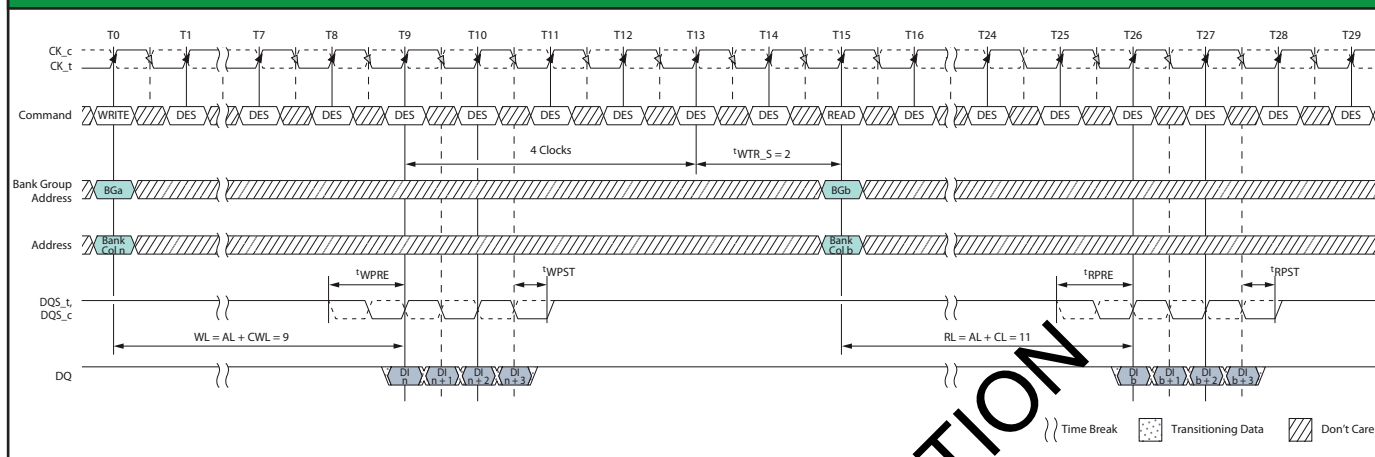 T0 T1 T7 T8 T9 T10 T11 T12 T13 T14 T15 T16 T24 T25 T26 T27 T28 T29
CK_c
CK_t
Command WRITE DES DES DES DES DES DES DES DES DES READ DES DES DES DES DES DES DES
4 Clocks tWTR_S = 2
Bank Group
Address BGa BGb
Address Bank
Col n Bank
Col b
tWPRE tWPST tRPRE tRPST
DQS_t,
DQS_c
WL = AL + CWL = 9 RL = AL + CL = 11
DQ DI
n DI
n + 1 DI
n + 2 DI
n + 3 DI
b DI
b + 1 DI
b + 2 DI
b + 3
Time Break Transitioning Data Don't Care
TION